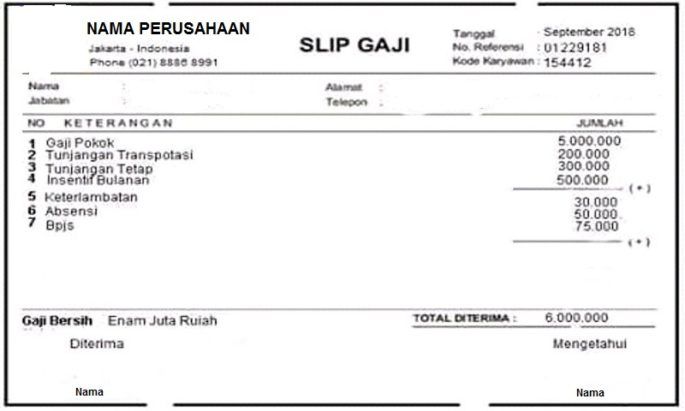 NAMA PERUSAHAAN
Jakarta - Indonesia
Phone (021) 8886 8991
SLIP GAJI
Tanggal : September 2018
No. Referensi : 01229181
Kode Karyawan : 154412
Nama :
Jabatan :
Alamat :
Telepon :
NO KETERANGAN JUMLAH
1 Gaji Pokok 5.000.000
2 Tunjangan Transpotasi 200.000
3 Tunjangan Tetap 300.000
4 Insentif Bulanan 500.000
(+)
5 Keterlambatan 30.000
6 Absensi 50.000
7 Bpjs 75.000
(+)
Gaji Bersih Enam Juta Ruiah TOTAL DITERIMA : 6.000.000
Diterima Mengetahui
Nama Nama